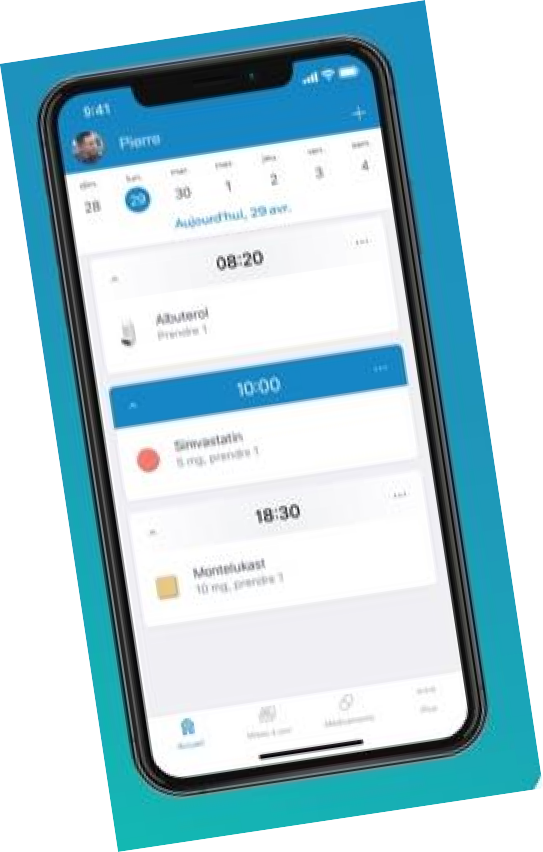 9:41
Pierre
dim. lun. mar. mer. jeu. ven. sam.
28 29 30 1 2 3 4
Aujourd'hui, 29 avr.
08:20
Albuterol
Prendre 1
10:00
Simvastatin
5 mg, prendre 1
18:30
Montelukast
10 mg, prendre 1
Accueil Mises à jour Médicaments Plus